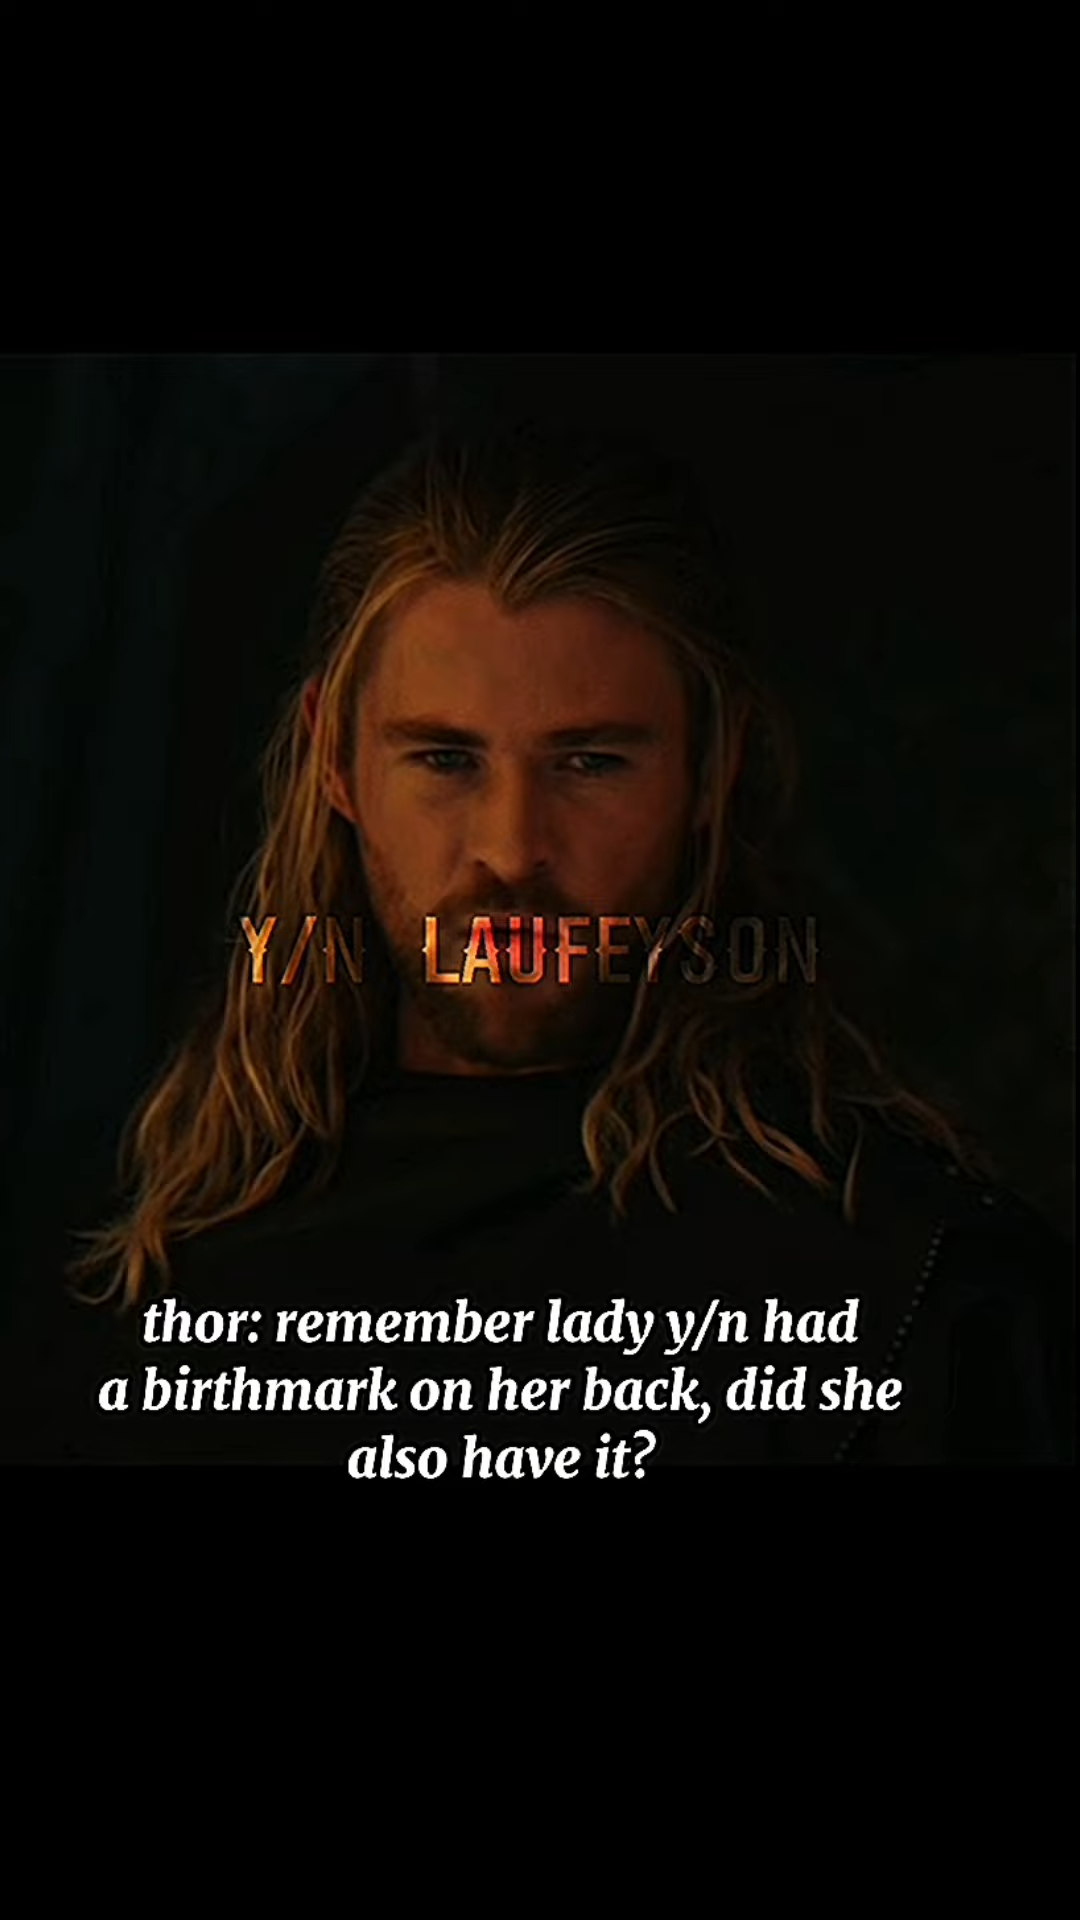 Y/N LAUFEYSON
thor: remember lady y/n had
a birthmark on her back, did she
also have it?